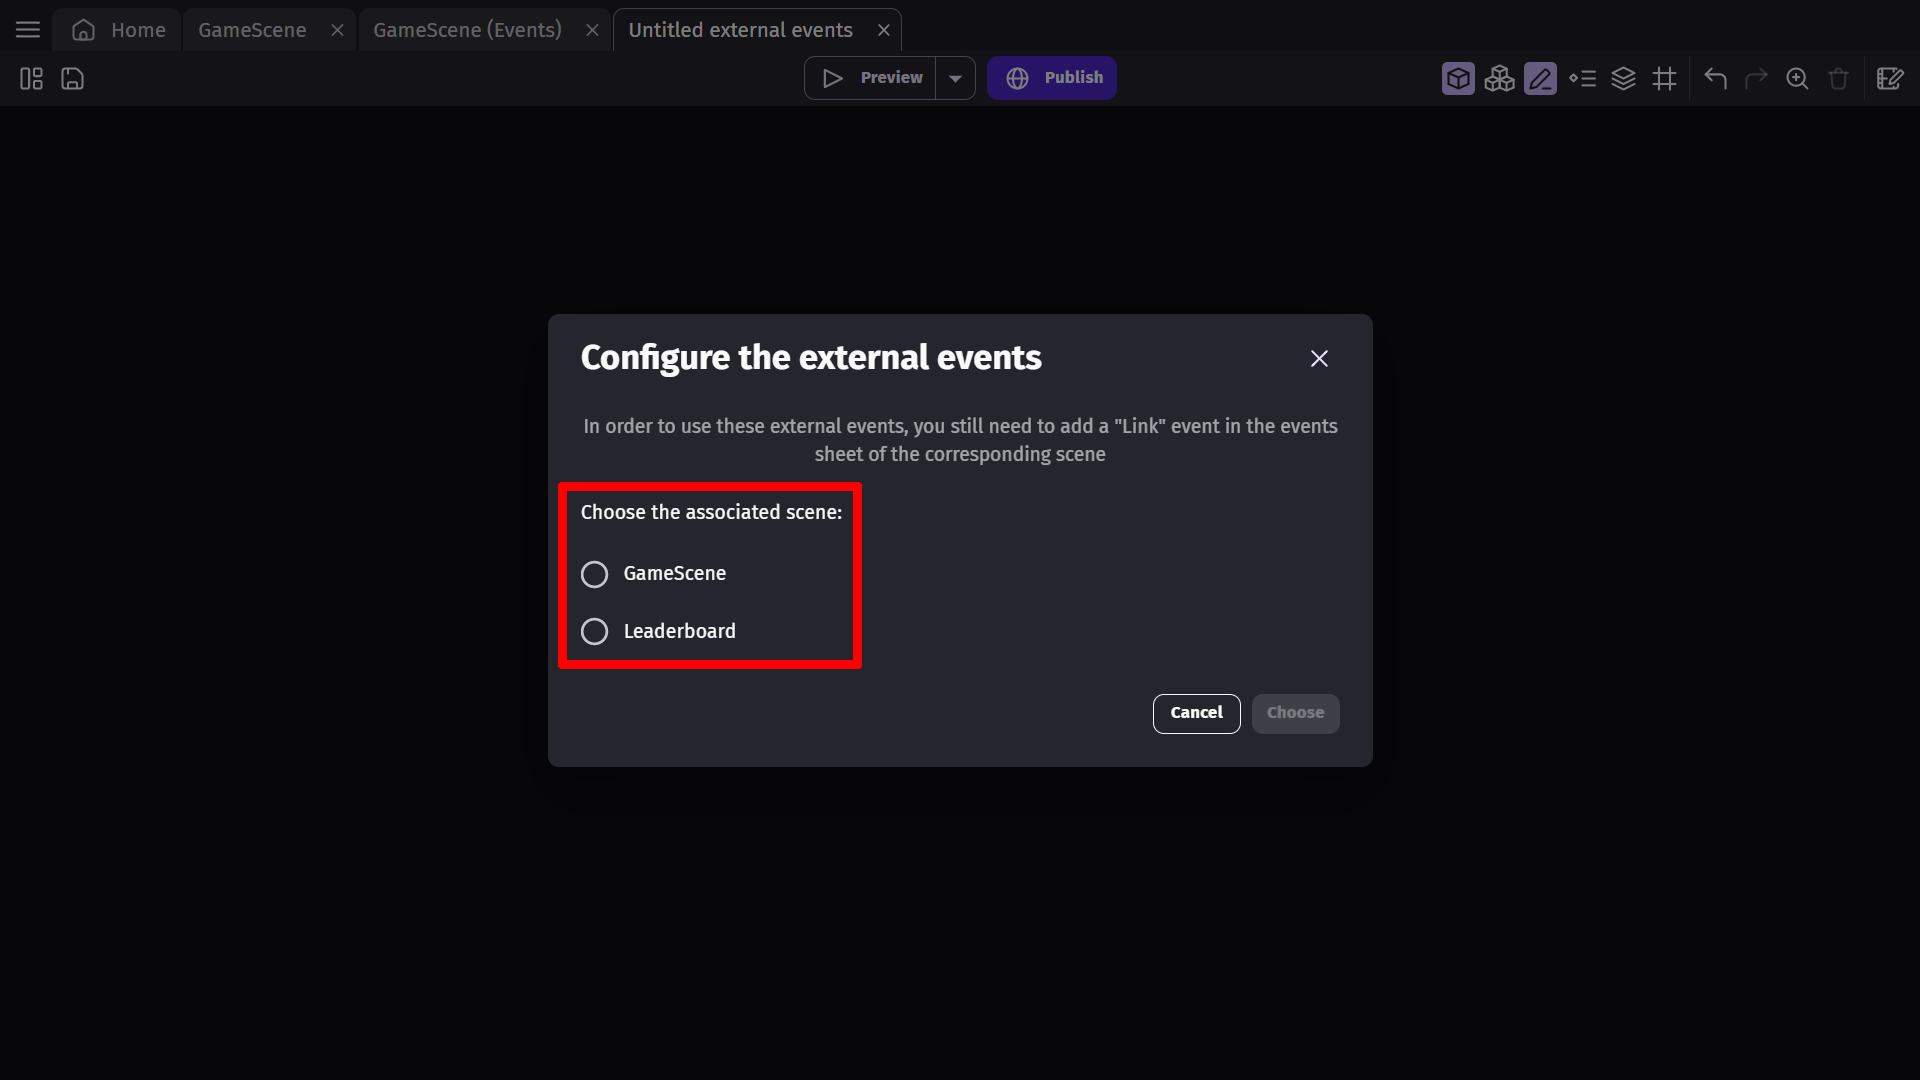 Home
GameScene
GameScene (Events)
Untitled external events
Preview
Publish
Configure the external events
In order to use these external events, you still need to add a "Link" event in the events
sheet of the corresponding scene
Choose the associated scene:
GameScene
Leaderboard
Cancel
Choose